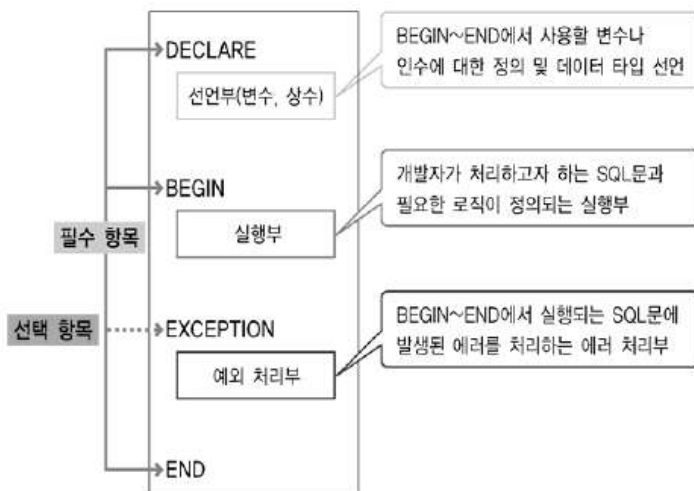 DECLARE
선언부(변수, 상수)
BEGIN~END에서 사용할 변수나
인수에 대한 정의 및 데이터 타입 선언
BEGIN
실행부
개발자가 처리하고자 하는 SQL문과
필요한 로직이 정의되는 실행부
필수 항목
선택 항목
EXCEPTION
예외 처리부
BEGIN~END에서 실행되는 SQL문에
발생된 에러를 처리하는 에러 처리부
END